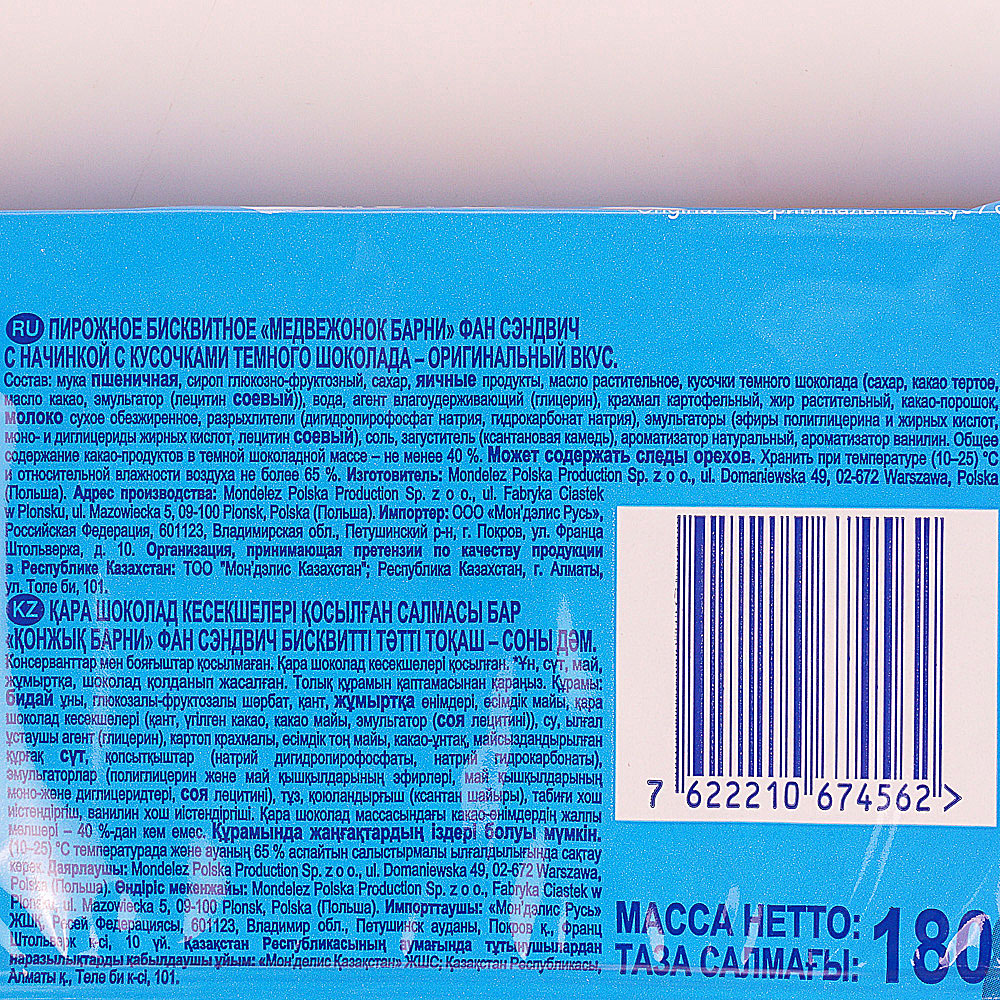 Original – Оригинальный вкус /
RU ПИРОЖНОЕ БИСКВИТНОЕ «МЕДВЕЖОНОК БАРНИ» ФАН СЭНДВИЧ
С НАЧИНКОЙ С КУСОЧКАМИ ТЕМНОГО ШОКОЛАДА – ОРИГИНАЛЬНЫЙ ВКУС.
Состав: мука пшеничная, сироп глюкозно-фруктозный, сахар, яичные продукты, масло растительное, кусочки темного шоколада (сахар, какао тертое,
масло какао, эмульгатор (лецитин соевый)), вода, агент влагоудерживающий (глицерин), крахмал картофельный, жир растительный, какао-порошок,
молоко сухое обезжиренное, разрыхлители (дигидропирофосфат натрия, гидрокарбонат натрия), эмульгаторы (эфиры полиглицерина и жирных кислот,
моно- и диглицериды жирных кислот, лецитин соевый), соль, загуститель (ксантановая камедь), ароматизатор натуральный, ароматизатор ванилин. Общее
содержание какао-продуктов в темной шоколадной массе – не менее 40 %. Может содержать следы орехов. Хранить при температуре (10–25) °С
и относительной влажности воздуха не более 65 %. Изготовитель: Mondelez Polska Production Sp. z o o., ul. Domaniewska 49, 02-672 Warszawa, Polska
(Польша). Адрес производства: Mondelez Polska Production Sp. z o o., ul. Fabryka Ciastek
w Plonsku, ul. Mazowiecka 5, 09-100 Plonsk, Polska (Польша). Импортер: ООО «Мон'дэлис Русь»,
Российская Федерация, 601123, Владимирская обл., Петушинский р-н, г. Покров, ул. Франца
Штольверка, д. 10. Организация, принимающая претензии по качеству продукции
в Республике Казахстан: ТОО "Мон'дэлис Казахстан"; Республика Казахстан, г. Алматы,
ул. Толе би, 101.
KZ ҚАРА ШОКОЛАД КЕСЕКШЕЛЕРІ ҚОСЫЛҒАН САЛМАСЫ БАР
«ҚОНЖЫҚ БАРНИ» ФАН СЭНДВИЧ БИСКВИТТІ ТӘТТІ ТОҚАШ – СОНЫ ДӘМ.
Консерванттар мен бояғыштар қосылмаған. Қара шоколад кесекшелері қосылған. *Ұн, сүт, май,
жұмыртқа, шоколад қолданып жасалған. Толық құрамын қаптамасынан қараңыз. Құрамы:
бидай ұны, глюкозалы-фруктозалы шәрбат, қант, жұмыртқа өнімдері, өсімдік майы, қара
шоколад кесекшелері (қант, үгілген какао, какао майы, эмульгатор (соя лецитині)), су, ылғал
ұстаушы агент (глицерин), картоп крахмалы, өсімдік тоң майы, какао-ұнтақ, майсыздандырылған
құрғақ сүт, қопсытқыштар (натрий дигидропирофосфаты, натрий гидрокарбонаты),
эмульгаторлар (полиглицерин және май қышқылдарының эфирлері, май қышқылдарының
моно-және диглицеридтері, соя лецитині), тұз, қоюландырғыш (ксантан шайыры), табиғи хош
иістендіргіш, ванилин хош иістендіргіші. Қара шоколад массасындағы какао-өнімдердің жалпы
мөлшері – 40 %-дан кем емес. Құрамында жаңғақтардың іздері болуы мүмкін.
(10–25) °С температурада және ауаның 65 % аспайтын салыстырмалы ылғалдылығында сақтау
керек. Даярлаушы: Mondelez Polska Production Sp. z o o., ul. Domaniewska 49, 02-672 Warszawa,
Polska (Польша). Өндіріс мекенжайы: Mondelez Polska Production Sp. z o o., Fabryka Ciastek w
Plonsku, ul. Mazowiecka 5, 09-100 Plonsk, Polska (Польша). Импорттаушы: «Мон'дэлис Русь»
ЖШҚ, Ресей Федерациясы, 601123, Владимир обл., Петушинск ауданы, Покров қ., Франц
Штольверк к-сі, 10 үй. Қазақстан Республикасының аумағында тұтынушылардан
наразылықтарды қабылдаушы ұйым: «Мон'дэлис Қазақстан» ЖШС; Қазақстан Республикасы,
Алматы қ., Төле би к-сі, 101.
7 622210 674562 >
МАССА НЕТТО:
ТАЗА САЛМАҒЫ: 180